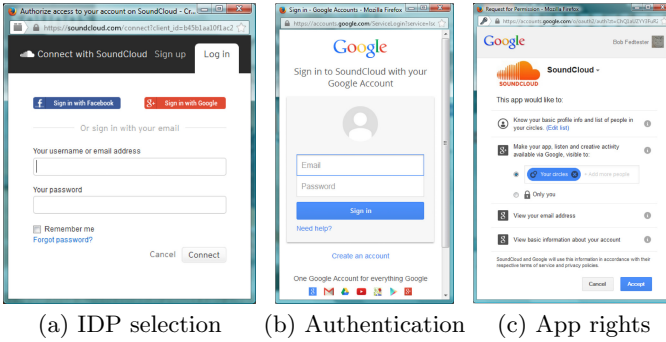 Authorize access to your account on SoundCloud - Cr...
https://soundcloud.com/connect?client_id=b45b1aa10f1ac2
Connect with SoundCloud Sign up Log in
Sign in with Facebook
Sign in with Google
Or sign in with your email
Your username or email address
Your password
Remember me
Forgot password?
Cancel Connect
(a) IDP selection
Sign in - Google Accounts - Mozilla Firefox
https://accounts.google.com/ServiceLogin?service=lso
Google
Sign in to SoundCloud with your
Google Account
Email
Password
Sign in
Need help?
Create an account
One Google Account for everything Google
(b) Authentication
Request for Permission - Mozilla Firefox
Google
Bob Fedtester
SOUNDCLOUD
SoundCloud
This app would like to:
Know your basic profile info and list of people in
your circles. (Edit list)
Make your app, listen and creative activity
available via Google, visible to:
Your circles
+ Add more people
Only you
View your email address
View basic information about your account
SoundCloud and Google will use this information in accordance with their
respective terms of service and privacy policies.
Cancel Accept
(c) App rights